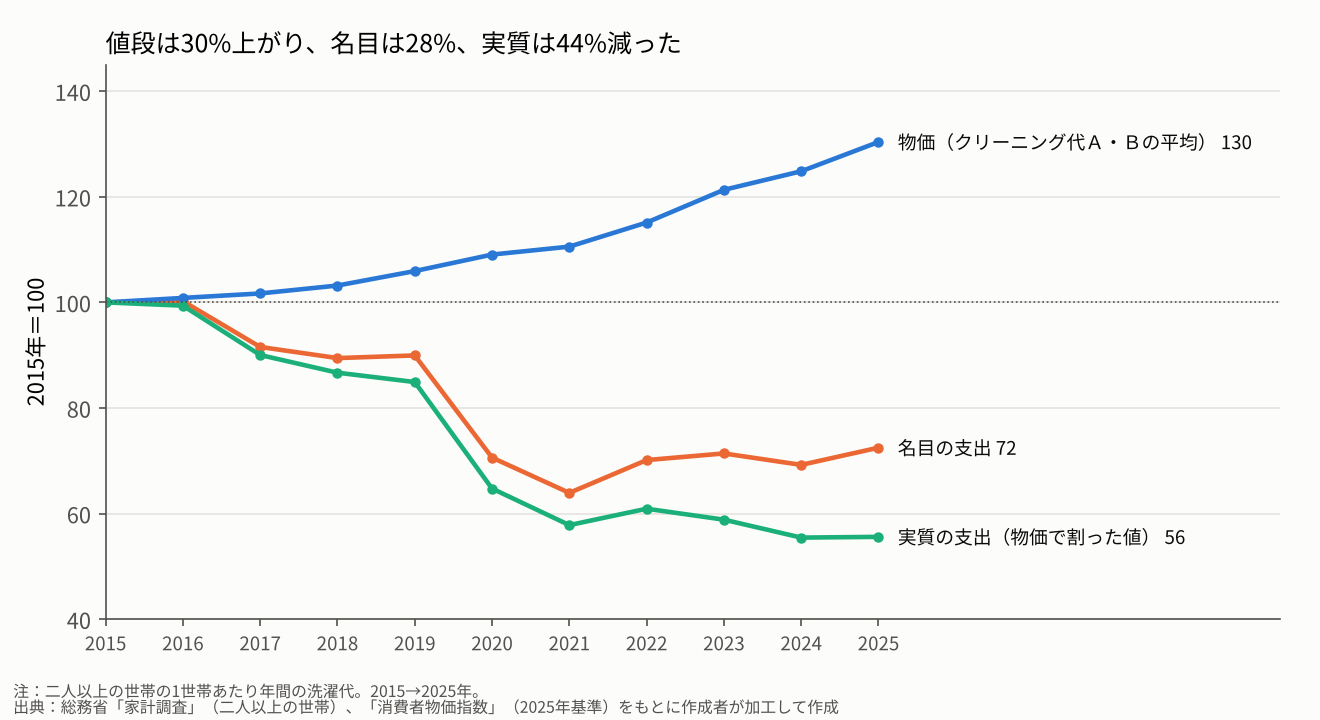 値段は30%上がり、名目は28%、実質は44%減った
2015年＝100
140
120
100
80
60
40
物価（クリーニング代Ａ・Ｂの平均） 130
名目の支出 72
実質の支出（物価で割った値） 56
2015 2016 2017 2018 2019 2020 2021 2022 2023 2024 2025
注：二人以上の世帯の1世帯あたり年間の洗濯代。2015→2025年。
出典：総務省「家計調査」（二人以上の世帯）、「消費者物価指数」（2025年基準）をもとに作成者が加工して作成